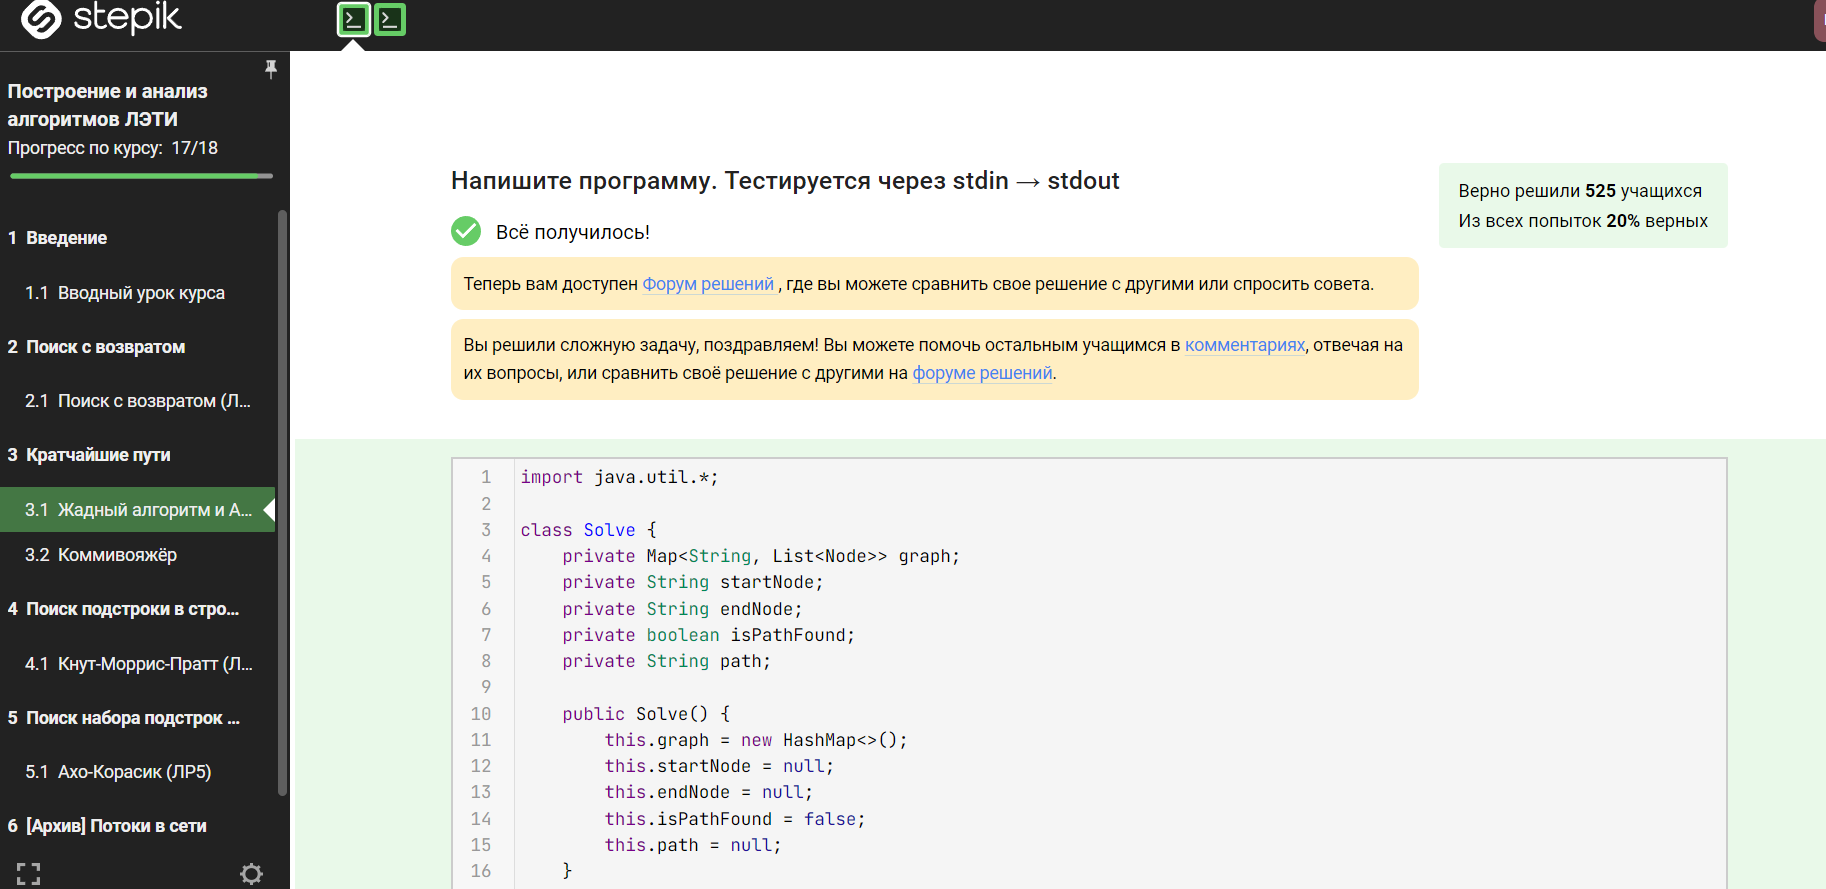 stepik
Построение и анализ
алгоритмов ЛЭТИ
Прогресс по курсу: 17/18
1 Введение
1.1 Вводный урок курса
2 Поиск с возвратом
2.1 Поиск с возвратом (Л...
3 Кратчайшие пути
3.1 Жадный алгоритм и А...
3.2 Коммивояжёр
4 Поиск подстроки в стро...
4.1 Кнут-Моррис-Пратт (Л...
5 Поиск набора подстрок ...
5.1 Ахо-Корасик (ЛР5)
6 [Архив] Потоки в сети
Напишите программу. Тестируется через stdin → stdout
Всё получилось!
Теперь вам доступен Форум решений , где вы можете сравнить свое решение с другими или спросить совета.
Вы решили сложную задачу, поздравляем! Вы можете помочь остальным учащимся в комментариях, отвечая на
их вопросы, или сравнить своё решение с другими на форуме решений.
Верно решили 525 учащихся
Из всех попыток 20% верных
1 import java.util.*;
2
3 class Solve {
4     private Map<String, List<Node>> graph;
5     private String startNode;
6     private String endNode;
7     private boolean isPathFound;
8     private String path;
9
10     public Solve() {
11         this.graph = new HashMap<>();
12         this.startNode = null;
13         this.endNode = null;
14         this.isPathFound = false;
15         this.path = null;
16     }